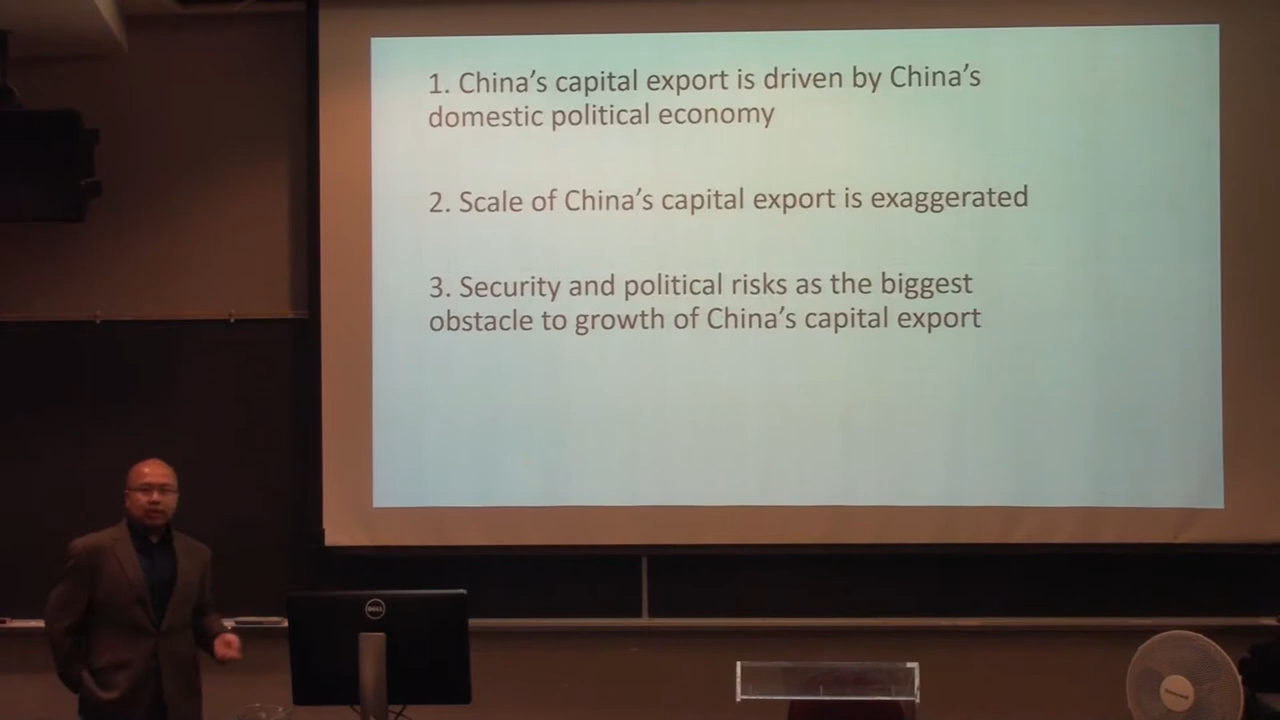 1. China’s capital export is driven by China’s
domestic political economy
2. Scale of China’s capital export is exaggerated
3. Security and political risks as the biggest
obstacle to growth of China’s capital export
DELL
Honeywell